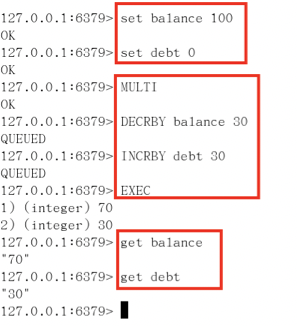 127.0.0.1:6379> set balance 100
OK
127.0.0.1:6379> set debt 0
OK
127.0.0.1:6379> MULTI
OK
127.0.0.1:6379> DECRBY balance 30
QUEUED
127.0.0.1:6379> INCRBY debt 30
QUEUED
127.0.0.1:6379> EXEC
1) (integer) 70
2) (integer) 30
127.0.0.1:6379> get balance
"70"
127.0.0.1:6379> get debt
"30"
127.0.0.1:6379>